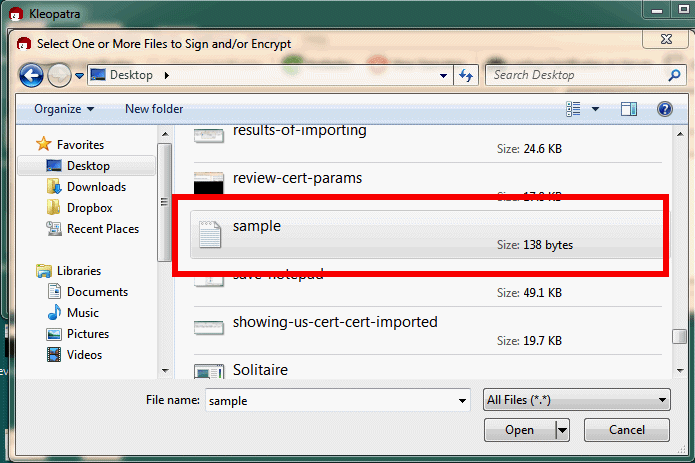 Kleopatra
Select One or More Files to Sign and/or Encrypt
Desktop
Search Desktop
Organize New folder
Favorites
Desktop
Downloads
Dropbox
Recent Places
Libraries
Documents
Music
Pictures
Videos
results-of-importing
Size: 24.6 KB
review-cert-params
Size: 17.9 KB
sample
Size: 138 bytes
save-notepad
Size: 49.1 KB
showing-us-cert-cert-imported
Size: 19.7 KB
Solitaire
File name: sample All Files (*.*)
Open Cancel